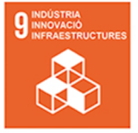 9 INDÚSTRIA
INNOVACIÓ
INFRAESTRUCTURES